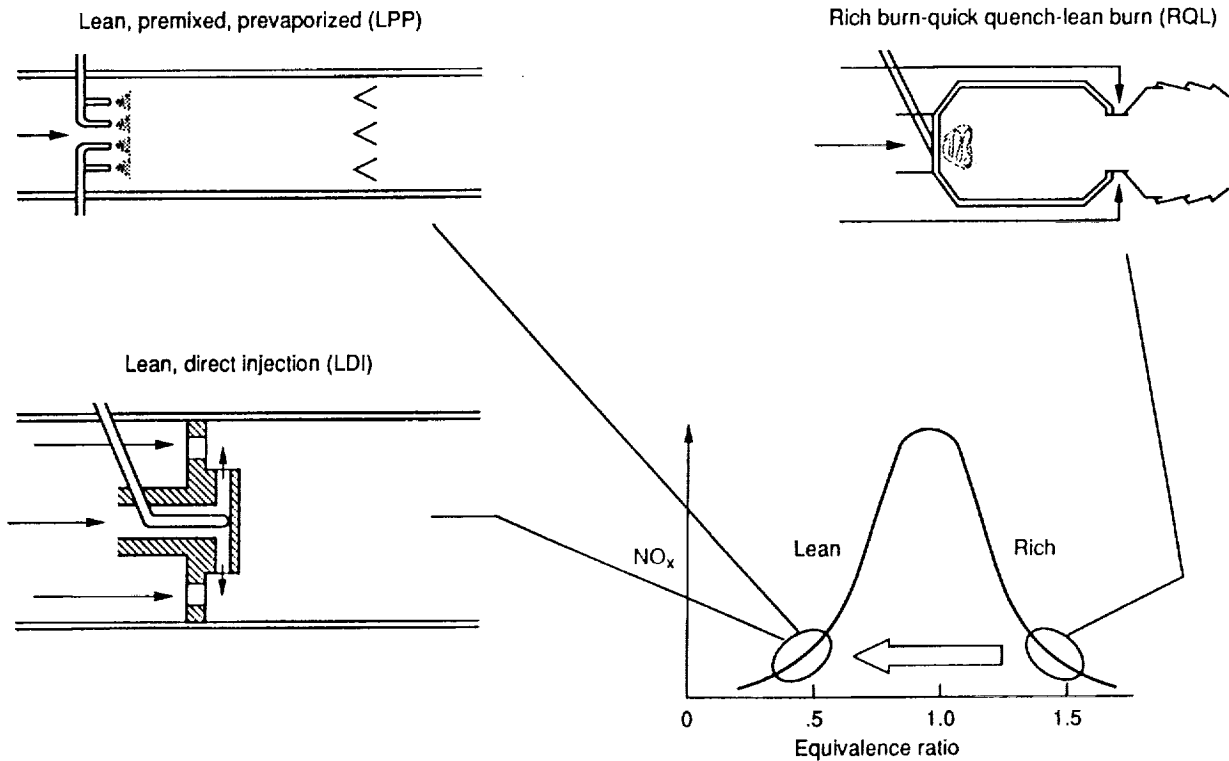 Lean, premixed, prevaporized (LPP)
Rich burn-quick quench-lean burn (RQL)
Lean, direct injection (LDI)
NOx
Lean
Rich
0
.5
1.0
1.5
Equivalence ratio